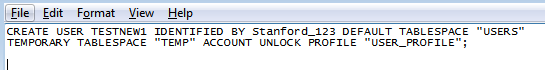 File Edit Format View Help
CREATE USER TESTNEW1 IDENTIFIED BY Stanford_123 DEFAULT TABLESPACE "USERS"
TEMPORARY TABLESPACE "TEMP" ACCOUNT UNLOCK PROFILE "USER_PROFILE";